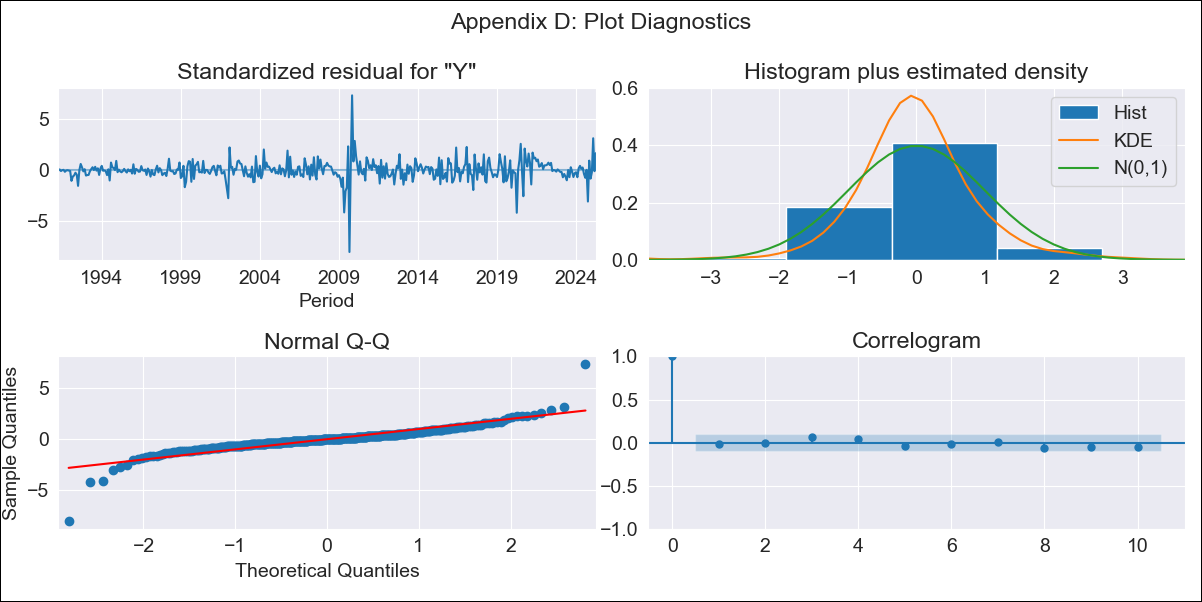 Appendix D: Plot Diagnostics
Standardized residual for "Y"
5
0
−5
1994 1999 2004 2009 2014 2019 2024
Period
Histogram plus estimated density
0.6
0.4
0.2
0.0
−3 −2 −1 0 1 2 3
Hist
KDE
N(0,1)
Normal Q-Q
Sample Quantiles
5
0
−5
−2 −1 0 1 2
Theoretical Quantiles
Correlogram
1.0
0.5
0.0
−0.5
−1.0
0 2 4 6 8 10